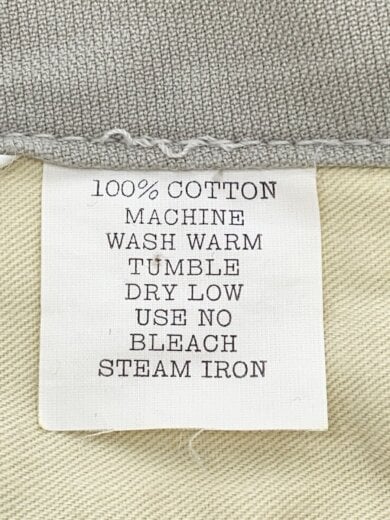 100% COTTON
MACHINE
WASH WARM
TUMBLE
DRY LOW
USE NO
BLEACH
STEAM IRON